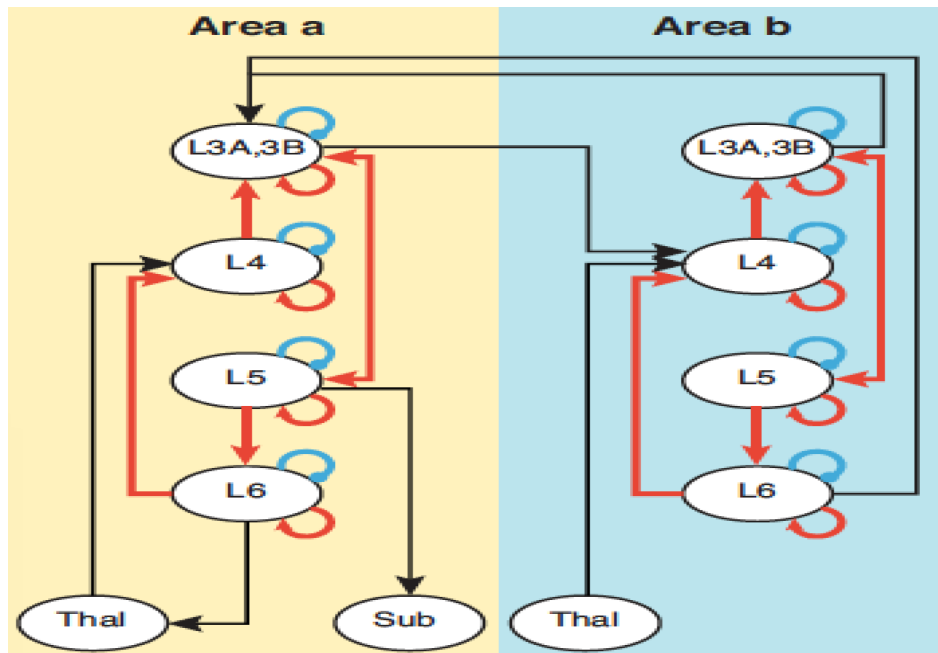 Area a
Area b
L3A,3B
L3A,3B
L4
L4
L5
L5
L6
L6
Thal
Sub
Thal